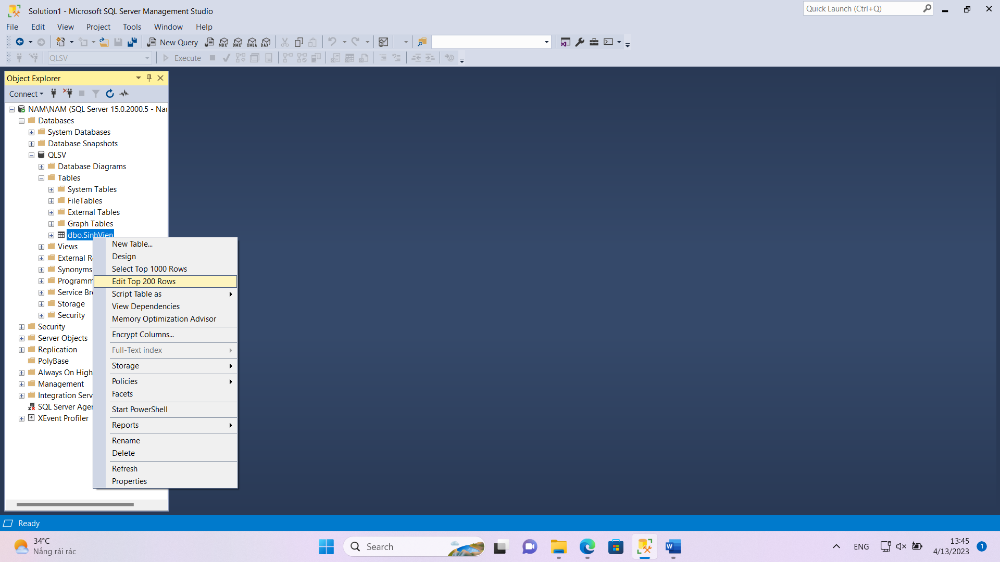 Solution1 - Microsoft SQL Server Management Studio
Quick Launch (Ctrl+Q)
File Edit View Project Tools Window Help
New Query
MDX DMX XMLA DAX
QLSV
Execute
Object Explorer
Connect
NAM\NAM (SQL Server 15.0.2000.5 - Nar
Databases
System Databases
Database Snapshots
QLSV
Database Diagrams
Tables
System Tables
FileTables
External Tables
Graph Tables
dbo.SinhVien
Views
External R
Synonyms
Programm
Service Br
Storage
Security
Security
Server Objects
Replication
PolyBase
Always On High
Management
Integration Serv
SQL Server Agen
XEvent Profiler
New Table...
Design
Select Top 1000 Rows
Edit Top 200 Rows
Script Table as
View Dependencies
Memory Optimization Advisor
Encrypt Columns...
Full-Text index
Storage
Policies
Facets
Start PowerShell
Reports
Rename
Delete
Refresh
Properties
Ready
34°C
Nắng rải rác
Search
W
ENG
13:45
4/13/2023
1